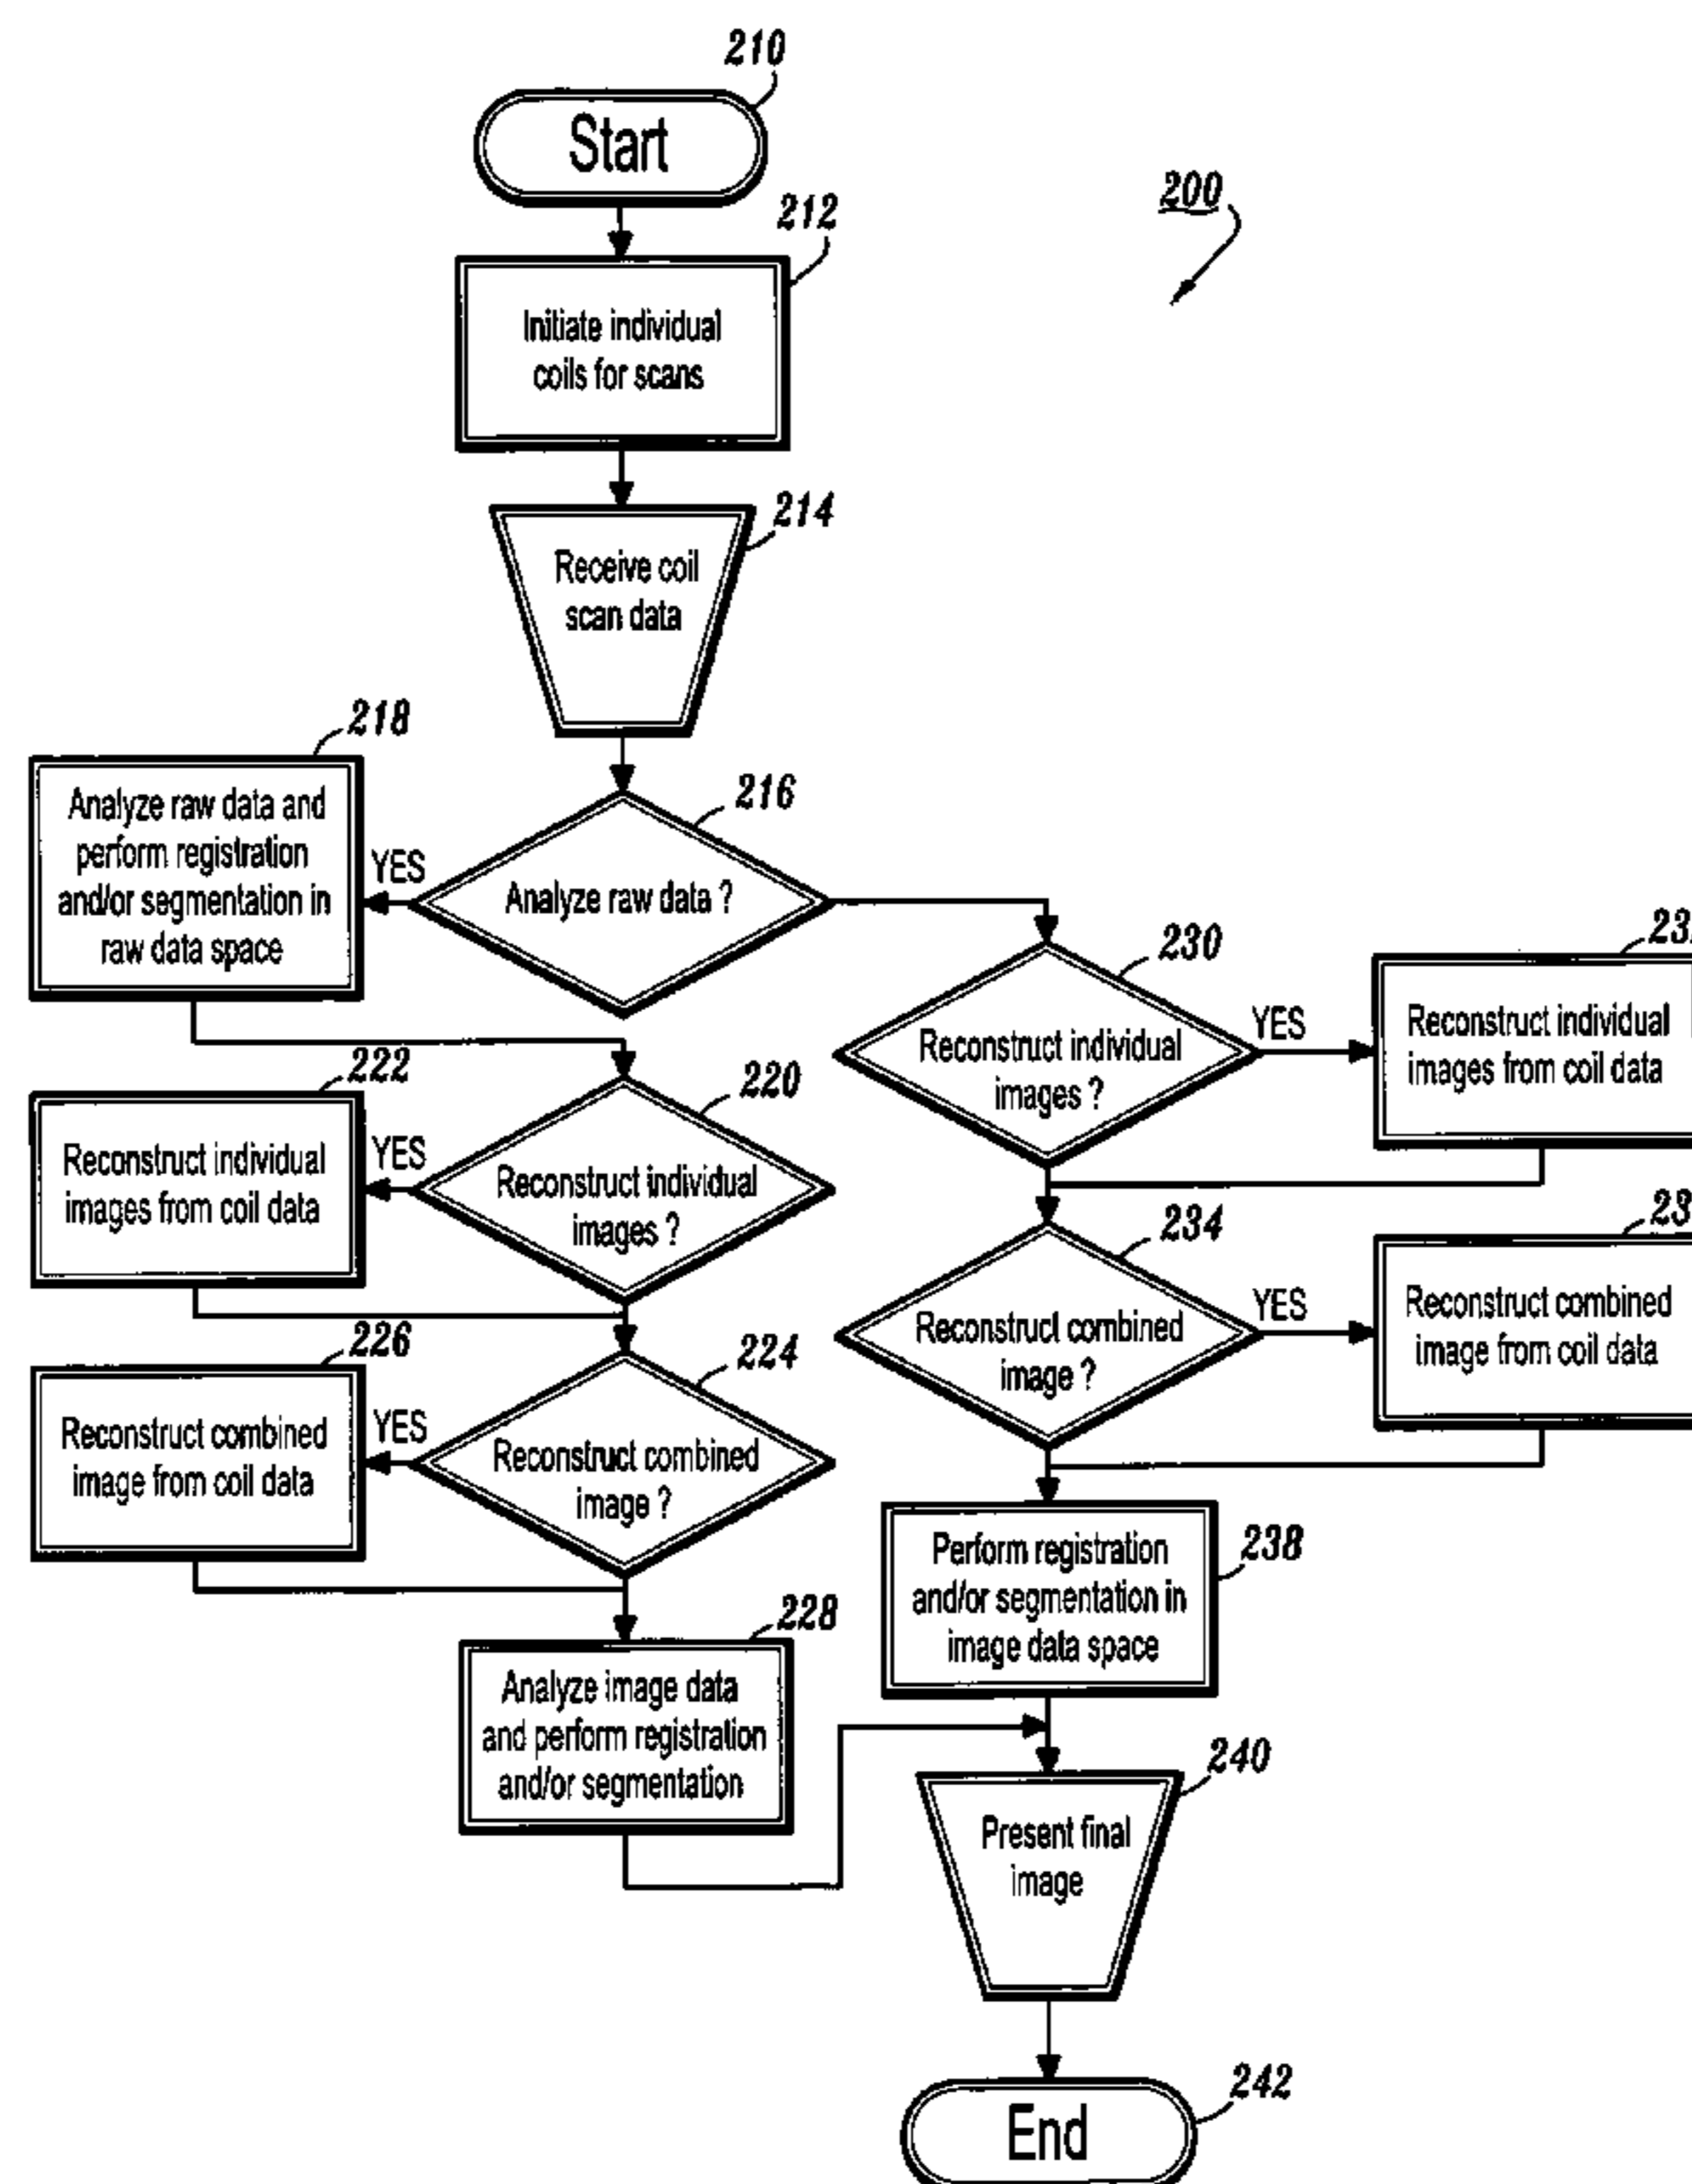 210
Start
200
212
Initiate individual
coils for scans
214
Receive coil
scan data
218
Analyze raw data and
perform registration
and/or segmentation in
raw data space
YES
216
Analyze raw data ?
230
Reconstruct individual
images ?
YES
Reconstruct individual
images from coil data
222
Reconstruct individual
images from coil data
YES
220
Reconstruct individual
images ?
234
Reconstruct combined
image ?
YES
Reconstruct combined
image from coil data
226
Reconstruct combined
image from coil data
YES
224
Reconstruct combined
image ?
238
Perform registration
and/or segmentation in
image data space
228
Analyze image data
and perform registration
and/or segmentation
240
Present final
image
242
End